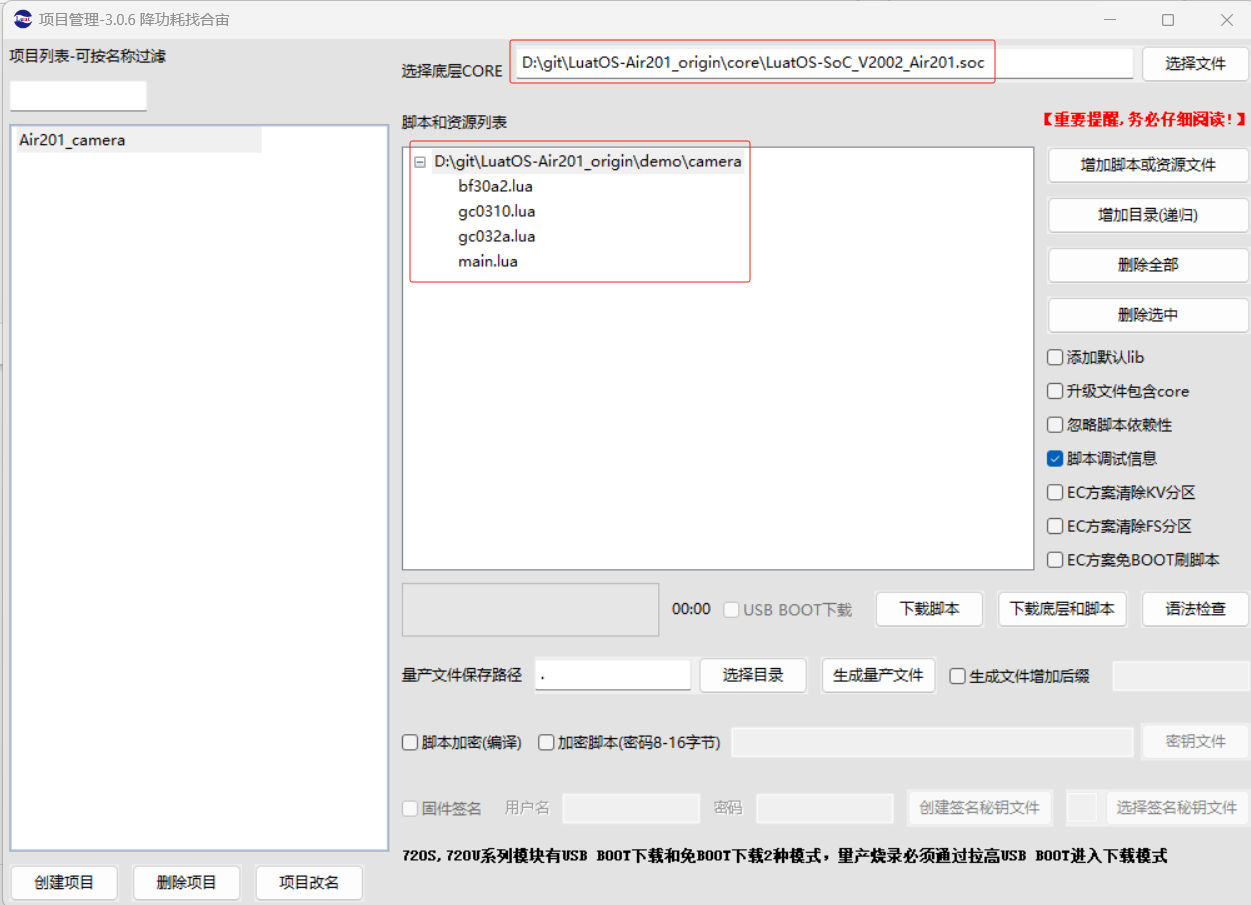 项目管理-3.0.6 降功耗找合宙
项目列表-可按名称过滤
选择底层CORE D:\git\LuatOS-Air201_origin\core\LuatOS-SoC_V2002_Air201.soc 选择文件
脚本和资源列表
【重要提醒,务必仔细阅读!】
Air201_camera
D:\git\LuatOS-Air201_origin\demo\camera
bf30a2.lua
gc0310.lua
gc032a.lua
main.lua
增加脚本或资源文件
增加目录(递归)
删除全部
删除选中
添加默认lib
升级文件包含core
忽略脚本依赖性
脚本调试信息
EC方案清除KV分区
EC方案清除FS分区
EC方案免BOOT刷脚本
00:00 USB BOOT下载 下载脚本 下载底层和脚本 语法检查
量产文件保存路径 . 选择目录 生成量产文件 生成文件增加后缀
脚本加密(编译) 加密脚本(密码8-16字节) 密钥文件
固件签名 用户名 密码 创建签名秘钥文件 选择签名秘钥文件
720S,720U系列模块有USB BOOT下载和免BOOT下载2种模式，量产烧录必须通过拉高USB BOOT进入下载模式
创建项目 删除项目 项目改名